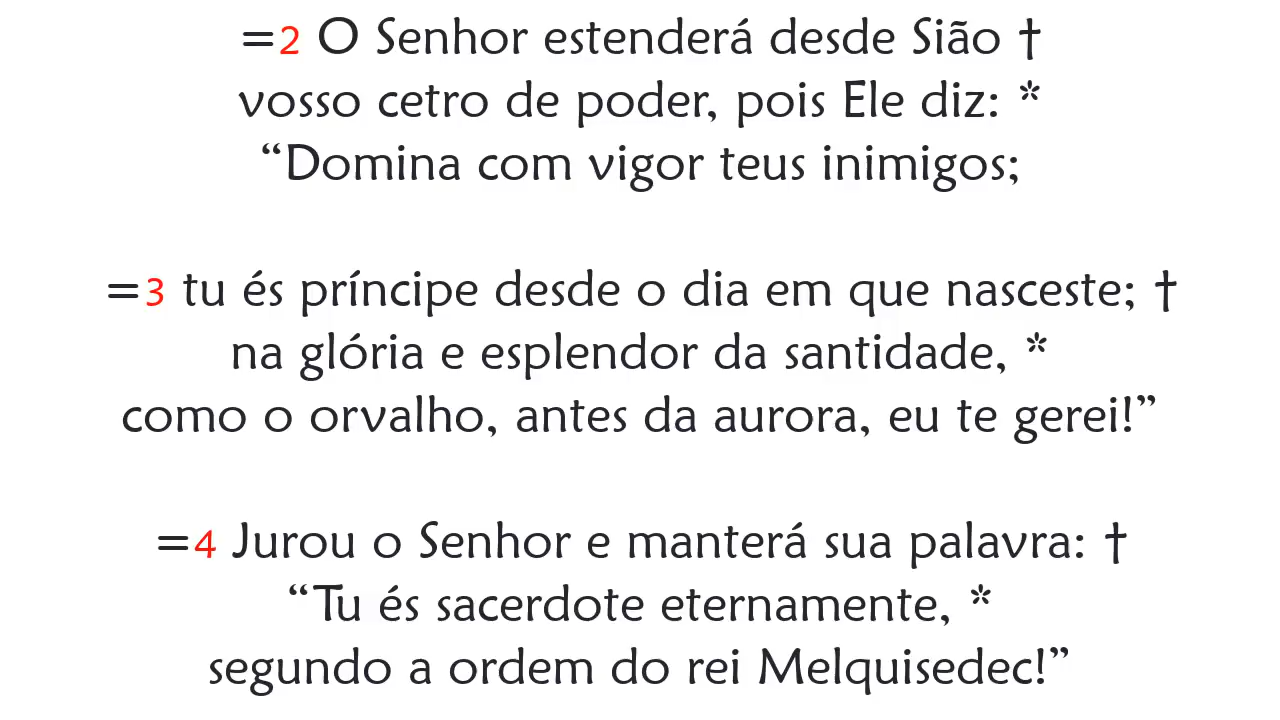 =2 O Senhor estenderá desde Sião †
vosso cetro de poder, pois Ele diz: *
“Domina com vigor teus inimigos;
=3 tu és príncipe desde o dia em que nasceste; †
na glória e esplendor da santidade, *
como o orvalho, antes da aurora, eu te gerei!”
=4 Jurou o Senhor e manterá sua palavra: †
“Tu és sacerdote eternamente, *
segundo a ordem do rei Melquisedec!”